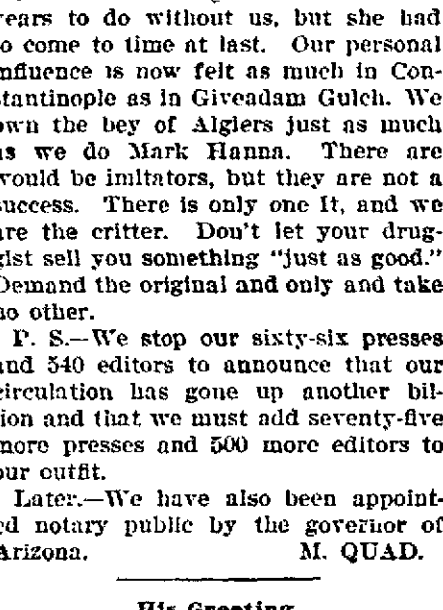 years to do without us, but she had
to come to time at last. Our personal
influence is now felt as much in Con-
stantinople as in Giveadam Gulch. We
own the bey of Algiers just as much
as we do Mark Hanna. There are
would be imitators, but they are not a
success. There is only one It, and we
are the critter. Don't let your drug-
gist sell you something "just as good."
Demand the original and only and take
no other.
P. S.—We stop our sixty-six presses
and 540 editors to announce that our
circulation has gone up another bil-
lion and that we must add seventy-five
more presses and 500 more editors to
our outfit.
Later.—We have also been appoint-
ed notary public by the governor of
Arizona. M. QUAD.
His Greeting